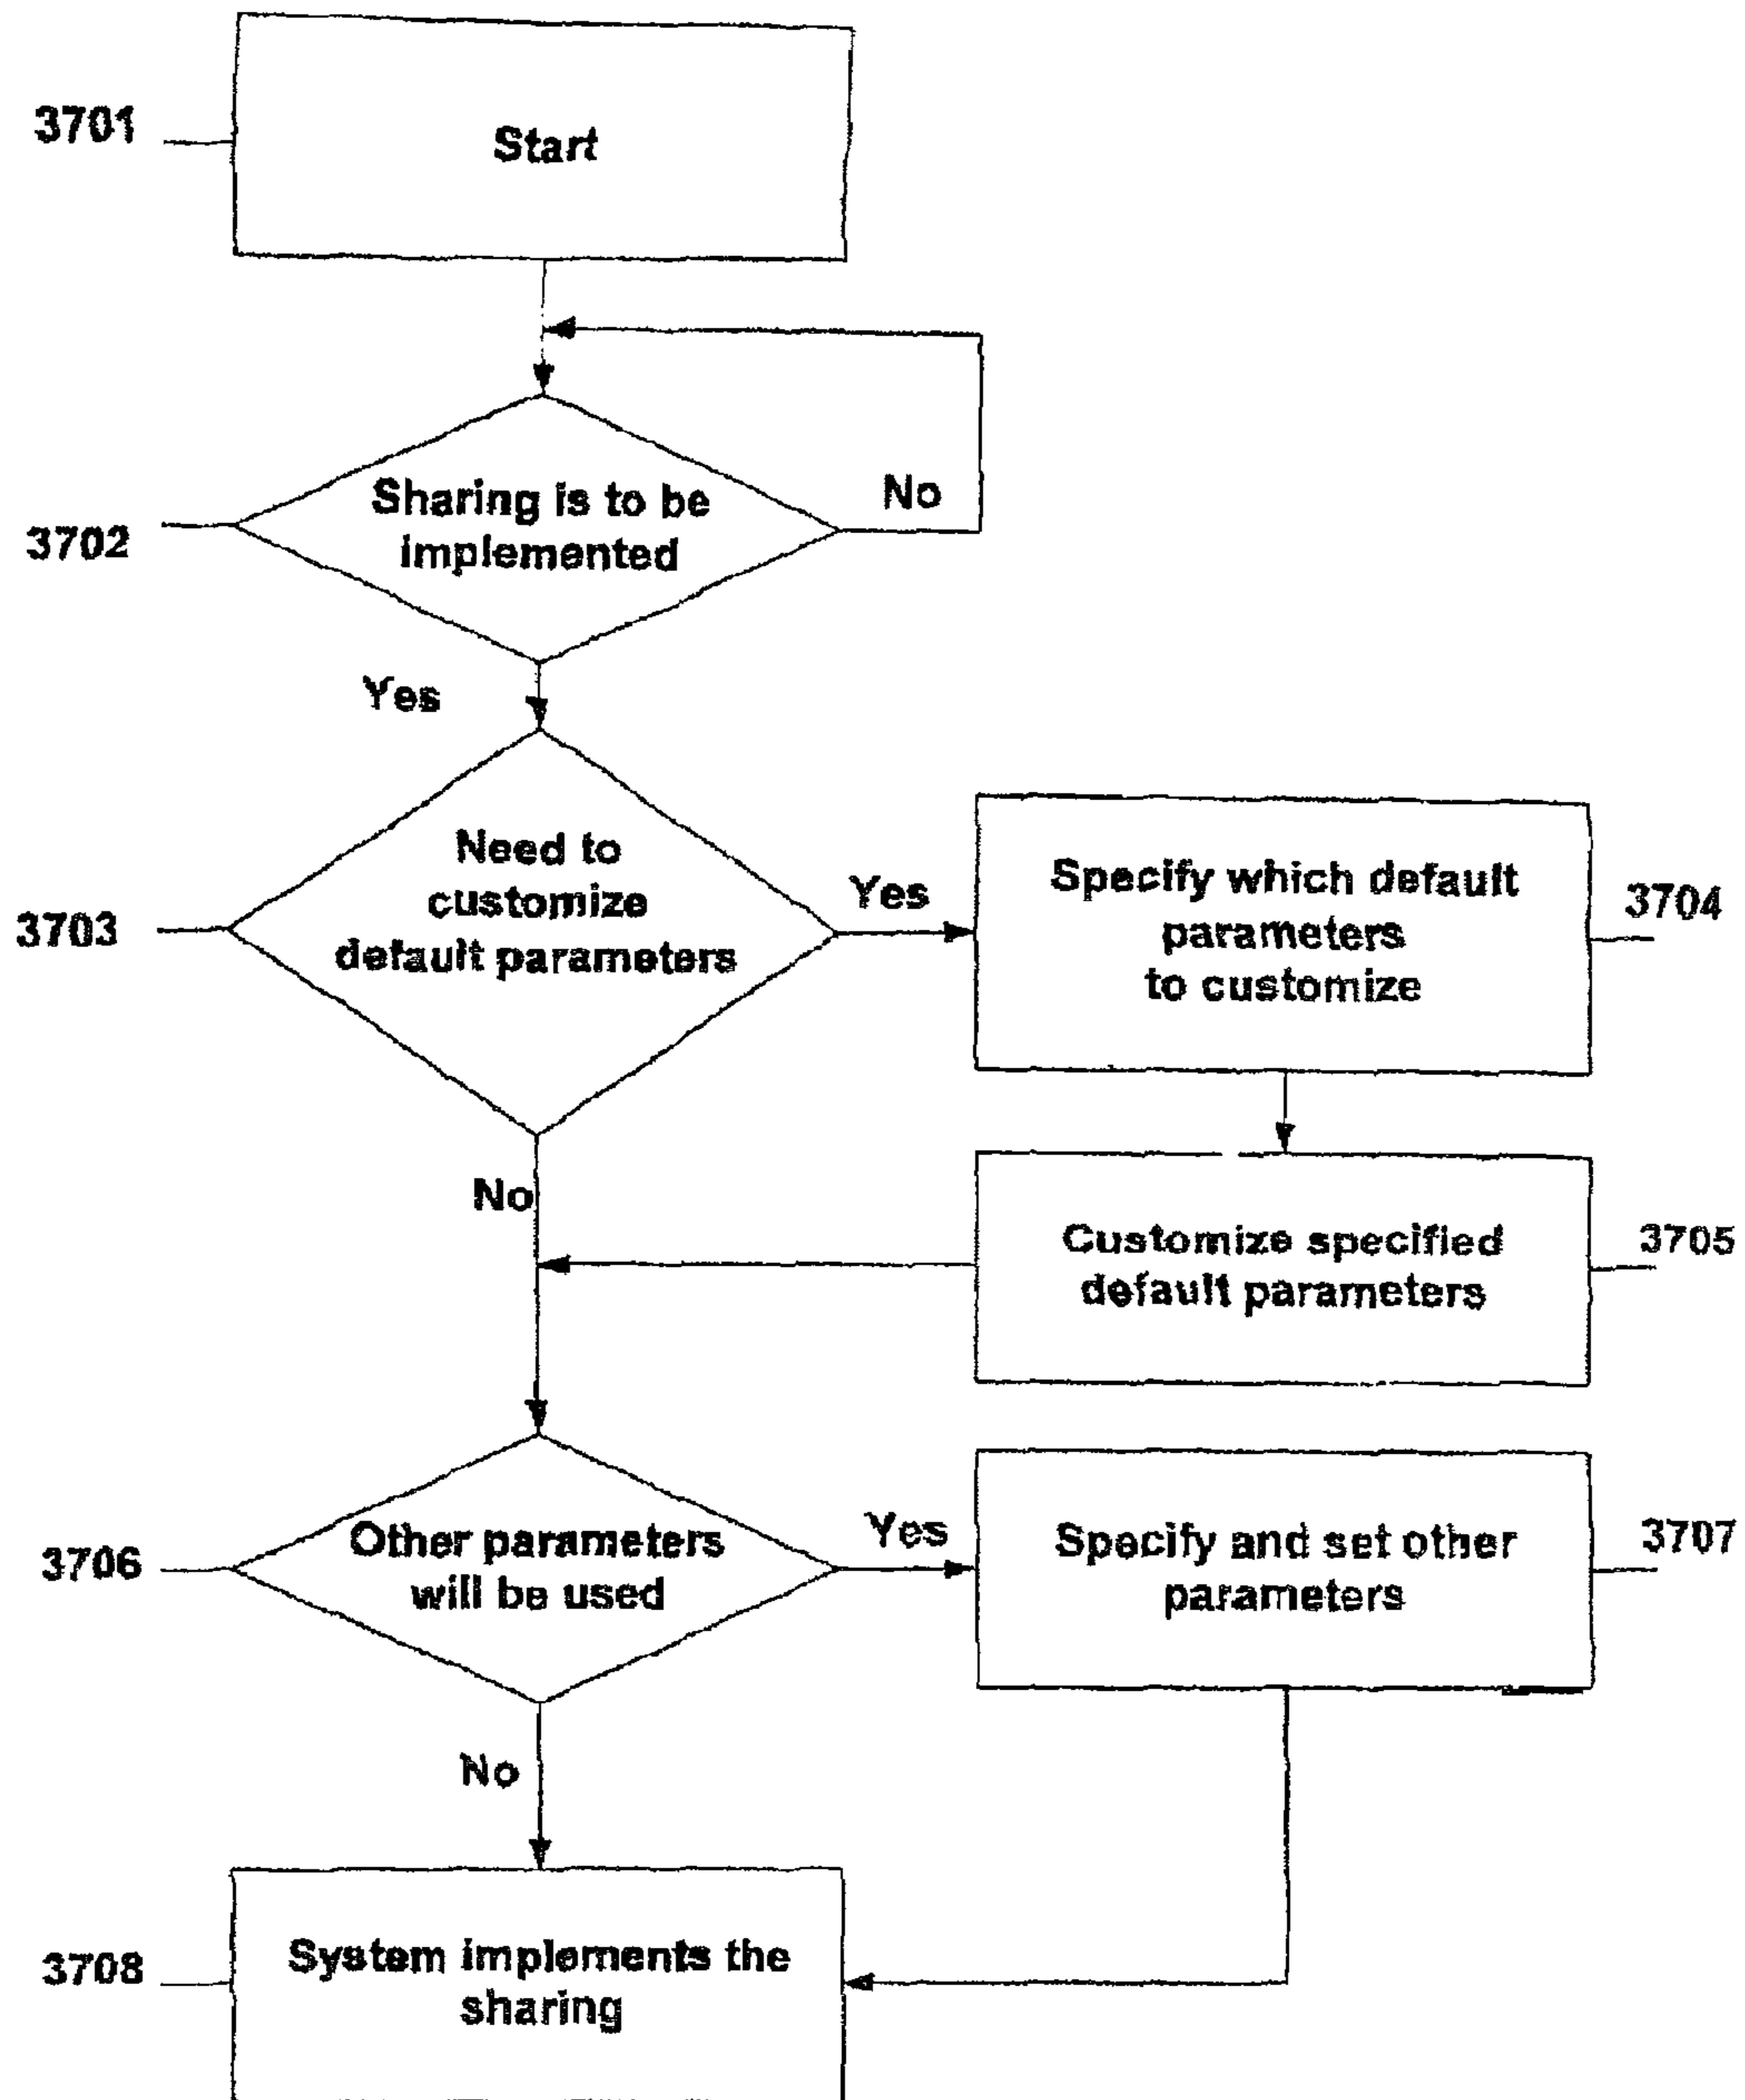 3701
Start
3702
Sharing is to be
implemented
No
Yes
3703
Need to
customize
default parameters
Yes
Specify which default
parameters
to customize
3704
No
Customize specified
default parameters
3705
3706
Other parameters
will be used
Yes
Specify and set other
parameters
3707
No
3708
System implements the
sharing